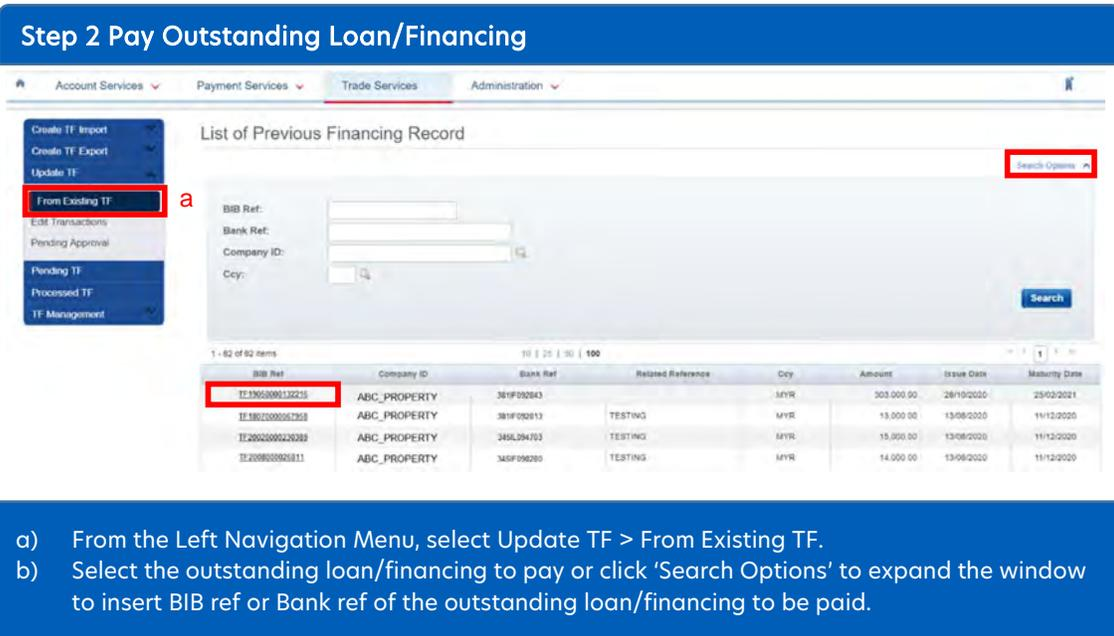 Step 2 Pay Outstanding Loan/Financing
Account Services Payment Services Trade Services Administration
Create TF Import
Create TF Export
Update TF
From Existing TF
a
Edit Transactions
Pending Approval
Pending TF
Processed TF
TF Management
List of Previous Financing Record
Search Options
BIB Ref:
Bank Ref:
Company ID:
Ccy:
Search
1 - 82 of 82 items 10 | 25 | 50 | 100 1
BIB Ref Company ID Bank Ref Related Reference Ccy Amount Issue Date Maturity Date
ABC_PROPERTY MYR 303,000.00 28/10/2020 25/02/2021
ABC_PROPERTY TESTING MYR 13,000.00 13/08/2020 11/12/2020
ABC_PROPERTY TESTING MYR 15,000.00 13/08/2020 11/12/2020
ABC_PROPERTY TESTING MYR 14,000.00 13/08/2020 11/12/2020
a) From the Left Navigation Menu, select Update TF > From Existing TF.
b) Select the outstanding loan/financing to pay or click ‘Search Options’ to expand the window
to insert BIB ref or Bank ref of the outstanding loan/financing to be paid.